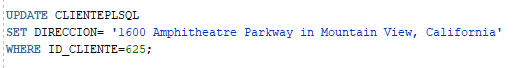 UPDATE CLIENTEPLSQL
SET DIRECCION= '1600 Amphitheatre Parkway in Mountain View, California'
WHERE ID_CLIENTE=625;